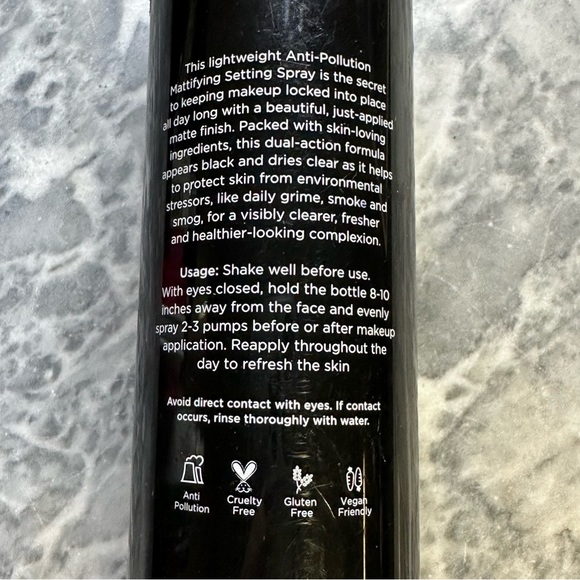 This lightweight Anti-Pollution
Mattifying Setting Spray is the secret
to keeping makeup locked into place
all day long with a beautiful, just-applied
matte finish. Packed with skin-loving
ingredients, this dual-action formula
appears black and dries clear as it helps
to protect skin from environmental
stressors, like daily grime, smoke and
smog, for a visibly clearer, fresher
and healthier-looking complexion.
Usage: Shake well before use.
With eyes closed, hold the bottle 8-10
inches away from the face and evenly
spray 2-3 pumps before or after makeup
application. Reapply throughout the
day to refresh the skin
Avoid direct contact with eyes. If contact
occurs, rinse thoroughly with water.
Anti
Pollution
Cruelty
Free
Gluten
Free
Vegan
Friendly